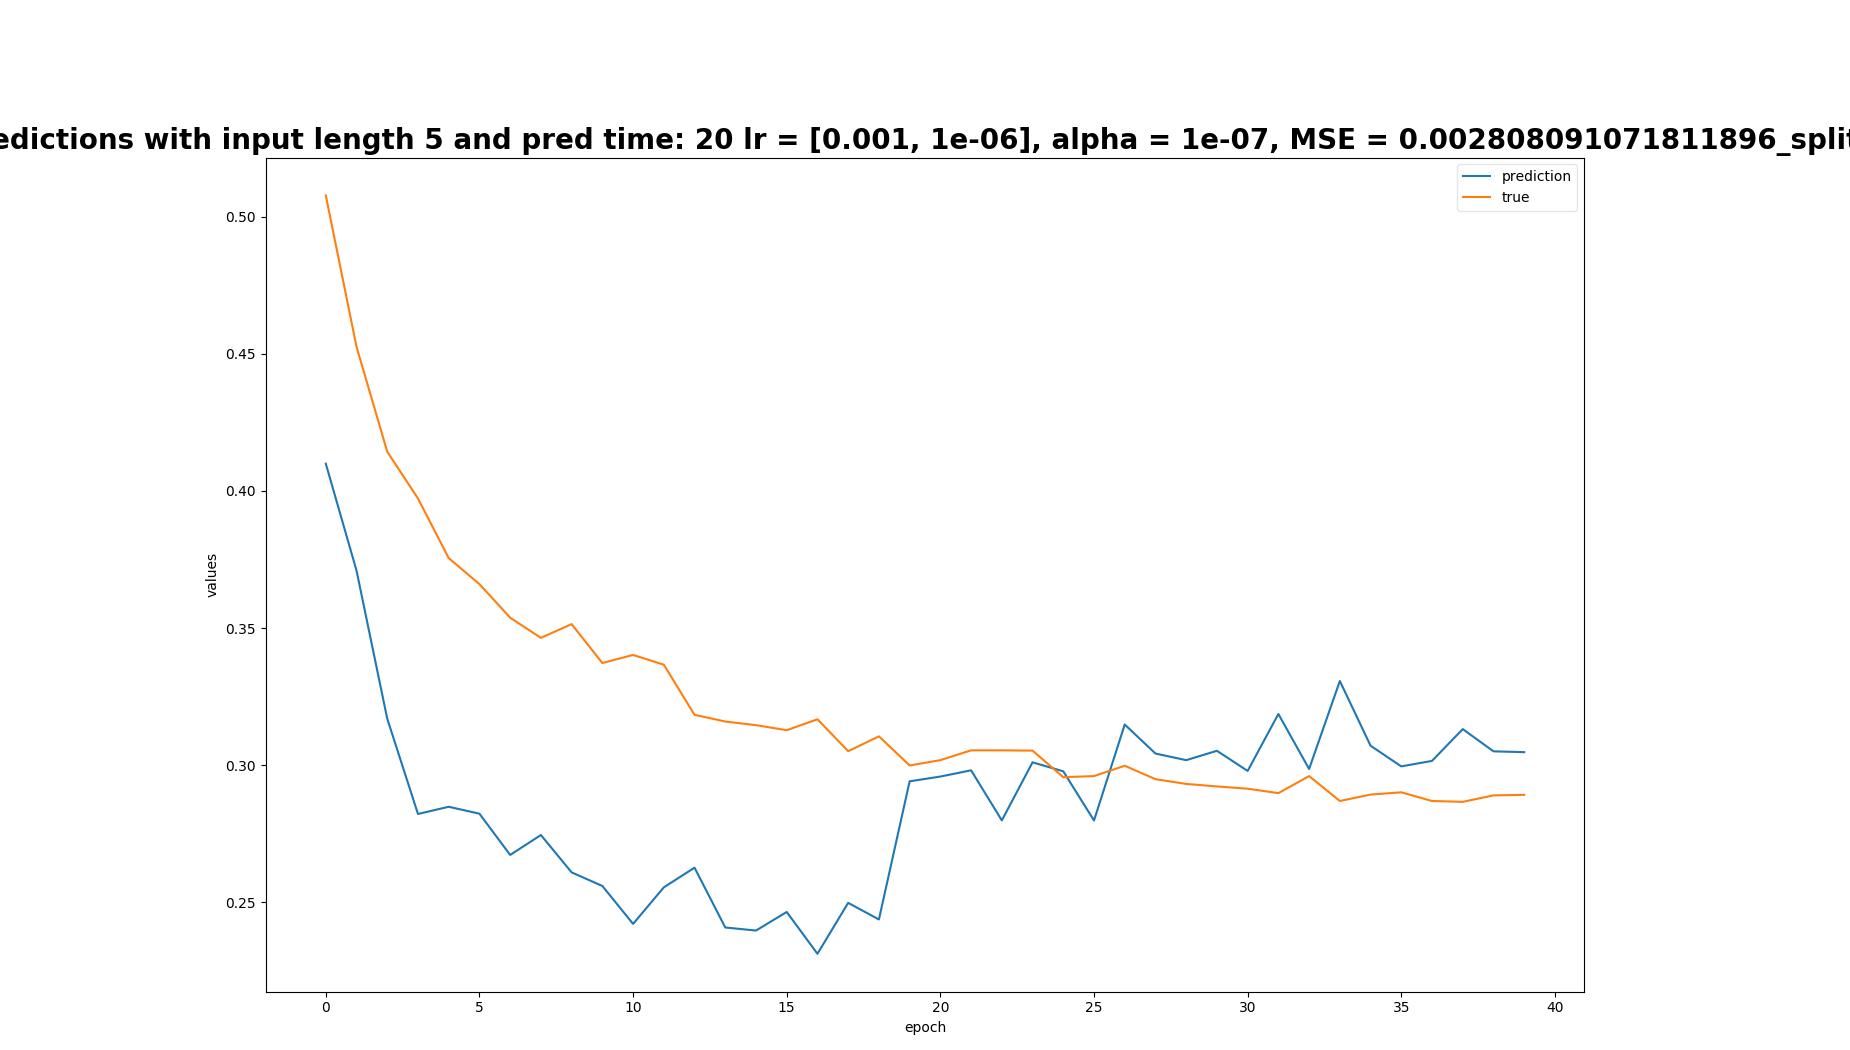 edictions with input length 5 and pred time: 20 lr = [0.001, 1e-06], alpha = 1e-07, MSE = 0.002808091071811896_split
prediction
true
0.50
0.45
0.40
0.35
0.30
0.25
values
0 5 10 15 20 25 30 35 40
epoch